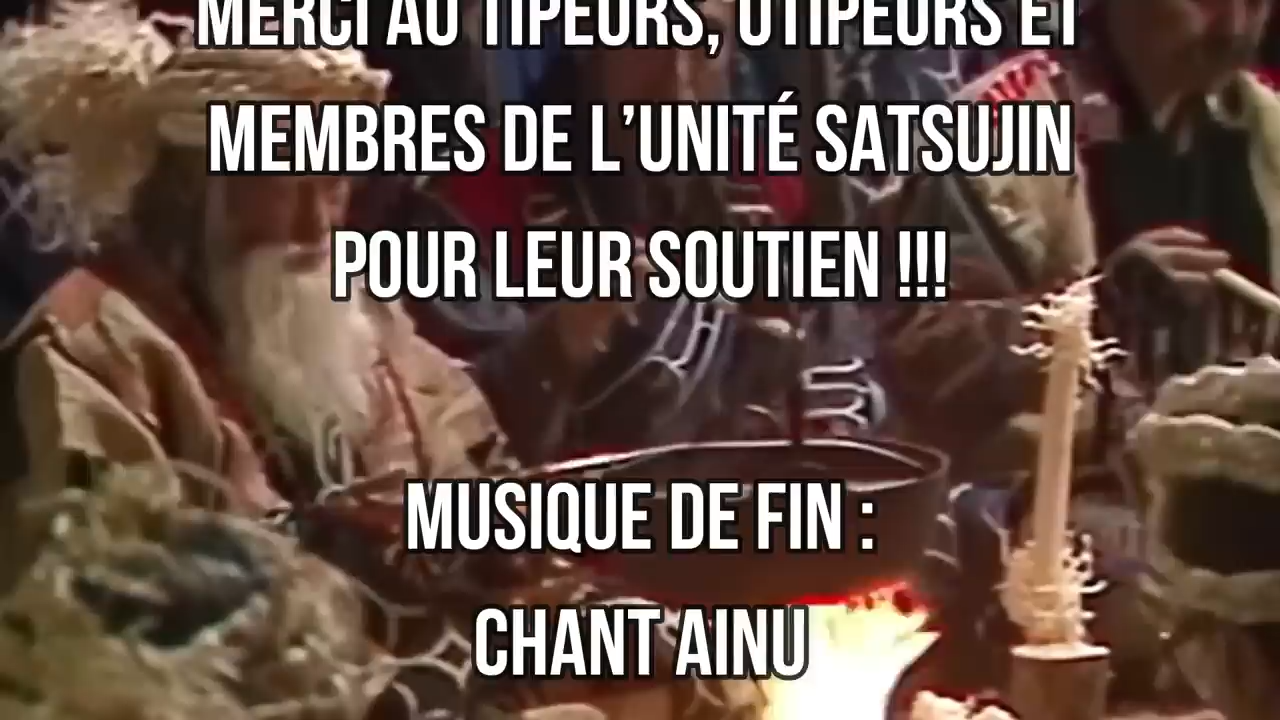 MERCI AU TIPEURS, UTIPEURS ET
MEMBRES DE L’UNITÉ SATSUJIN
POUR LEUR SOUTIEN !!!
MUSIQUE DE FIN :
CHANT AINU